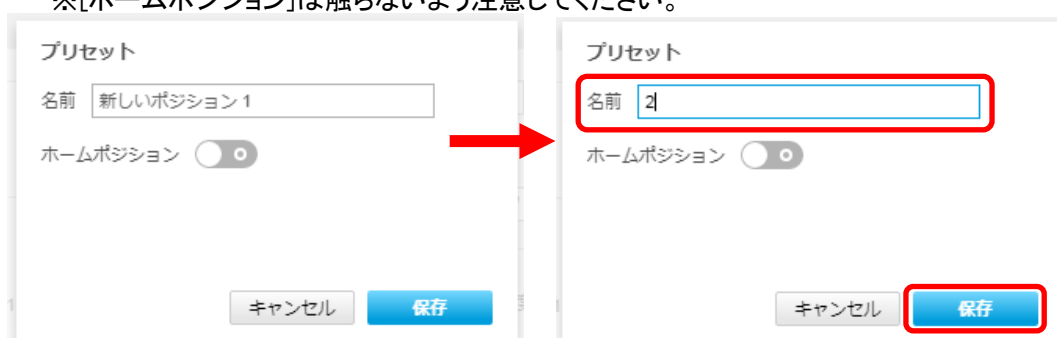 ※[ホームポジション]は触らないよう注意してください。
プリセット
名前 新しいポジション 1
ホームポジション
キャンセル 保存
プリセット
名前 2
ホームポジション
キャンセル 保存